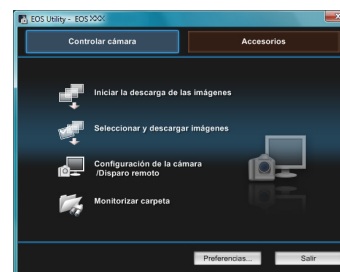 EOS Utility - EOS XXX
Controlar cámara
Accesorios
Iniciar la descarga de las imágenes
Seleccionar y descargar imágenes
Configuración de la cámara
/Disparo remoto
Monitorizar carpeta
Preferencias...
Salir